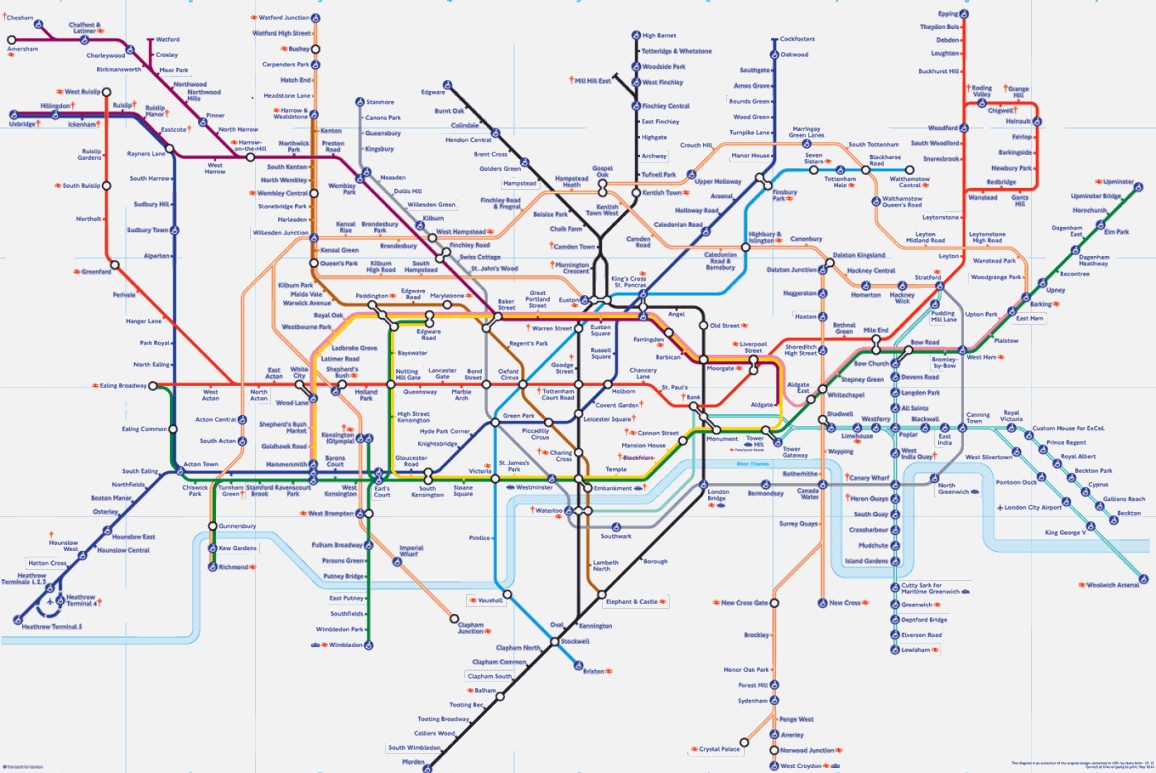 Chesham
Chalfont &
Latimer
Amersham
Chorleywood
Rickmansworth
Watford
Croxley
Moor Park
Northwood
Northwood
Hills
Pinner
North Harrow
Harrow-
on-the-Hill
Northwick
Park
Preston
Road
West
Harrow
West Ruislip
Uxbridge
Hillingdon
Ickenham
Ruislip
Ruislip
Manor
Eastcote
Rayners Lane
Ruislip
Gardens
South Ruislip
Northolt
Greenford
Perivale
Hanger Lane
South Harrow
Sudbury Hill
Sudbury Town
Alperton
Park Royal
North Ealing
Ealing Broadway
Ealing Common
South Ealing
Northfields
Boston Manor
Osterley
Hounslow East
Hounslow Central
Hounslow
West
Hatton Cross
Heathrow
Terminals 1,2,3
Heathrow
Terminal 4
Heathrow Terminal 5
Watford Junction
Watford High Street
Bushey
Carpenders Park
Hatch End
Headstone Lane
Harrow &
Wealdstone
Kenton
South Kenton
North Wembley
Wembley Central
Stonebridge Park
Harlesden
Willesden Junction
Kensal Green
Queen's Park
Kilburn Park
Maida Vale
Warwick Avenue
Stanmore
Canons Park
Queensbury
Kingsbury
Wembley
Park
Neasden
Dollis Hill
Willesden Green
Kilburn
West Hampstead
Finchley Road
Swiss Cottage
St. John's Wood
Kensal
Rise
Brondesbury
Park
Brondesbury
Kilburn
High Road
South
Hampstead
Finchley Road
& Frognal
Hampstead
Heath
Gospel
Oak
Kentish
Town West
Camden
Road
Caledonian
Road &
Barnsbury
Highbury &
Islington
Canonbury
Edgware
Burnt Oak
Colindale
Hendon Central
Brent Cross
Golders Green
Hampstead
Belsize Park
Chalk Farm
Camden Town
Mornington
Crescent
Euston
High Barnet
Totteridge & Whetstone
Woodside Park
West Finchley
Mill Hill East
Finchley Central
East Finchley
Highgate
Archway
Tufnell Park
Kentish Town
Cockfosters
Oakwood
Southgate
Arnos Grove
Bounds Green
Wood Green
Turnpike Lane
Manor House
Finsbury
Park
Arsenal
Holloway Road
Caledonian Road
King's Cross
St. Pancras
Crouch Hill
Upper Holloway
Harringay
Green Lanes
Seven
Sisters
South Tottenham
Tottenham
Hale
Blackhorse
Road
Walthamstow
Central
Walthamstow
Queen's Road
Leyton
Midland Road
Leytonstone
High Road
Wanstead Park
Woodgrange Park
Epping
Theydon Bois
Debden
Loughton
Buckhurst Hill
Roding
Valley
Chigwell
Grange
Hill
Hainault
Fairlop
Barkingside
Newbury Park
Gants
Hill
Redbridge
Wanstead
Woodford
South Woodford
Snaresbrook
Leytonstone
Leyton
Stratford
Upminster
Upminster Bridge
Hornchurch
Elm Park
Dagenham
East
Dagenham
Heathway
Becontree
Upney
Barking
East Ham
Upton Park
Plaistow
West Ham
Bromley-
by-Bow
Bow Road
Mile End
Stepney Green
Whitechapel
Aldgate
East
Aldgate
Dalston Kingsland
Dalston Junction
Hackney Central
Homerton
Hackney
Wick
Haggerston
Hoxton
Shoreditch
High Street
Bethnal
Green
Pudding
Mill Lane
Bow Church
Devons Road
Langdon Park
All Saints
Paddington
Edgware
Road
Marylebone
Baker
Street
Great
Portland
Street
Warren Street
Euston
Square
Regent's Park
Royal Oak
Westbourne Park
Ladbroke Grove
Latimer Road
White
City
Wood Lane
Shepherd's
Bush
Shepherd's Bush
Market
Goldhawk Road
Hammersmith
Edgware
Road
Bayswater
Notting
Hill Gate
Lancaster
Gate
Queensway
Marble
Arch
Bond
Street
Oxford
Circus
Tottenham
Court Road
Goodge
Street
Russell
Square
Holborn
Chancery
Lane
St. Paul's
Bank
Farringdon
Barbican
Moorgate
Liverpool
Street
Old Street
Angel
West
Acton
North
Acton
East
Acton
Holland
Park
Acton Central
South Acton
Acton Town
Chiswick
Park
Turnham
Green
Stamford
Brook
Ravenscourt
Park
Barons
Court
West
Kensington
Kensington
(Olympia)
Earl's
Court
High Street
Kensington
Gloucester
Road
South
Kensington
Sloane
Square
Knightsbridge
Hyde Park Corner
Green Park
Piccadilly
Circus
Leicester Square
Covent Garden
Charing
Cross
Victoria
St. James's
Park
Westminster
Embankment
Temple
Blackfriars
Mansion House
Cannon Street
Monument
Tower
Hill
Tower
Gateway
Shadwell
Limehouse
Westferry
Poplar
Blackwall
East
India
Canning
Town
Royal
Victoria
Custom House for ExCeL
Prince Regent
Royal Albert
Beckton Park
Cyprus
Gallions Reach
Beckton
West Silvertown
Pontoon Dock
London City Airport
King George V
Woolwich Arsenal
River Thames
Wapping
Rotherhithe
Canada
Water
Bermondsey
London
Bridge
Southwark
Waterloo
Lambeth
North
Elephant & Castle
Borough
Surrey Quays
New Cross Gate
New Cross
Brockley
Honor Oak Park
Forest Hill
Sydenham
Penge West
Anerley
Norwood Junction
West Croydon
Crystal Palace
West India
Quay
Canary Wharf
Heron Quays
South Quay
Crossharbour
Mudchute
Island Gardens
Cutty Sark for
Maritime Greenwich
Greenwich
Deptford Bridge
Elverson Road
Lewisham
North
Greenwich
Gunnersbury
Kew Gardens
Richmond
West Brompton
Fulham Broadway
Parsons Green
Putney Bridge
East Putney
Southfields
Wimbledon Park
Wimbledon
Imperial
Wharf
Clapham
Junction
Pimlico
Vauxhall
Stockwell
Brixton
Oval
Kennington
Clapham North
Clapham Common
Clapham South
Balham
Tooting Bec
Tooting Broadway
Colliers Wood
South Wimbledon
Morden